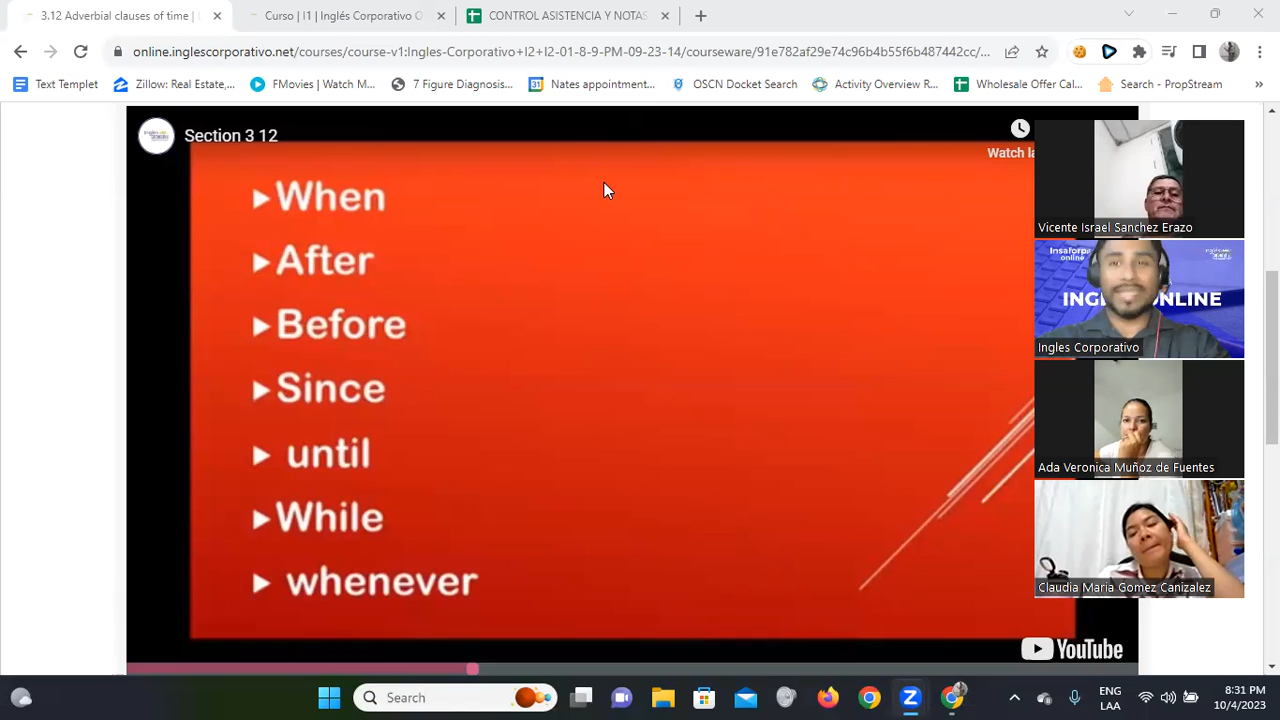 3.12 Adverbial clauses of time |
Curso | I1 | Inglés Corporativo O
CONTROL ASISTENCIA Y NOTAS
online.inglescorporativo.net/courses/course-v1:Ingles-Corporativo+I2+I2-01-8-9-PM-09-23-14/courseware/91e782af29e74c96b4b55f6b487442cc/...
Text Templet
Zillow: Real Estate,...
FMovies | Watch M...
7 Figure Diagnosis...
Nates appointment...
OSCN Docket Search
Activity Overview R...
Wholesale Offer Cal...
Search - PropStream
Section 3 12
Watch la
When
After
Before
Since
until
While
whenever
YouTube
Vicente Israel Sanchez Erazo
Insaforp
online
INGL ONLINE
Ingles Corporativo
Ada Veronica Muñoz de Fuentes
Claudia Maria Gomez Canizalez
Search
ENG
LAA
8:31 PM
10/4/2023